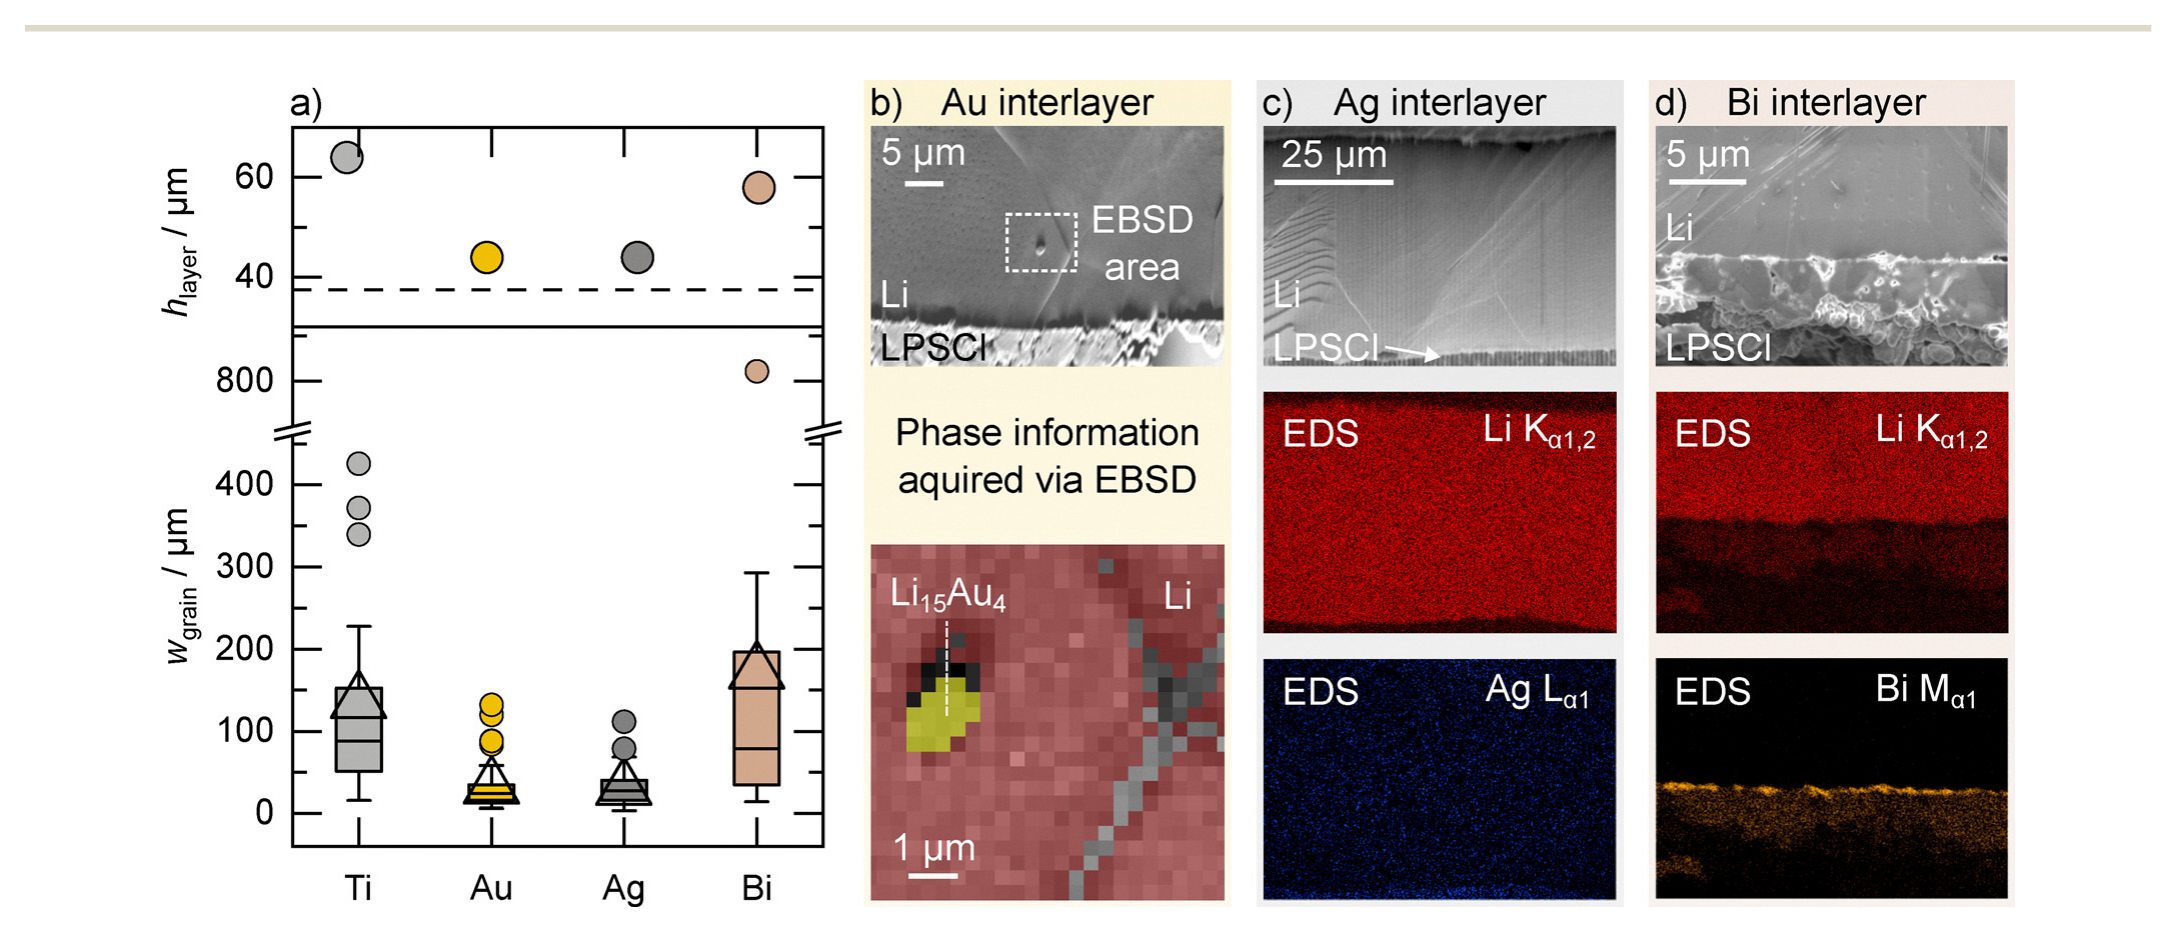 a)
h_layer / μm
60
40
w_grain / μm
800
400
300
200
100
0
Ti Au Ag Bi
b) Au interlayer
5 μm
EBSD
area
Li
LPSCl
Phase information
aquired via EBSD
Li₁₅Au₄
Li
1 μm
c) Ag interlayer
25 μm
Li
LPSCl
EDS Li Kα1,2
EDS Ag Lα1
d) Bi interlayer
5 μm
Li
LPSCl
EDS Li Kα1,2
EDS Bi Mα1